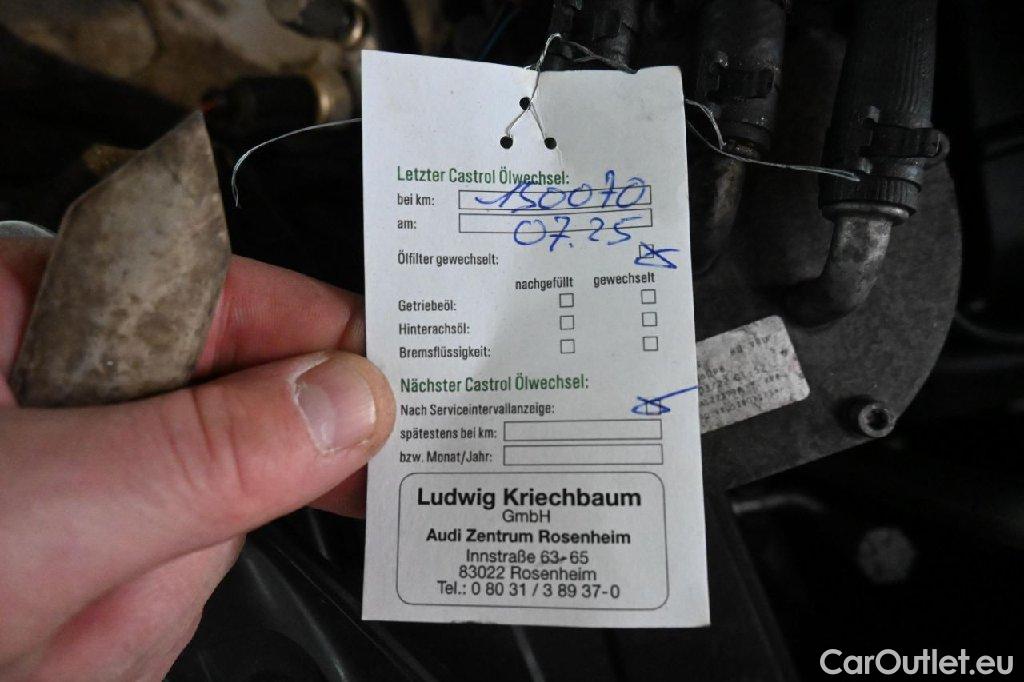 Letzter Castrol Ölwechsel:
bei km: 150070
am: 07.25
Ölfilter gewechselt:
nachgefüllt gewechselt
Getriebeöl:
Hinterachsöl:
Bremsflüssigkeit:
Nächster Castrol Ölwechsel:
Nach Serviceintervallanzeige:
spätestens bei km:
bzw. Monat/Jahr:
Ludwig Kriechbaum
GmbH
Audi Zentrum Rosenheim
Innstraße 63-65
83022 Rosenheim
Tel.: 0 80 31 / 3 89 37-0
CarOutlet.eu